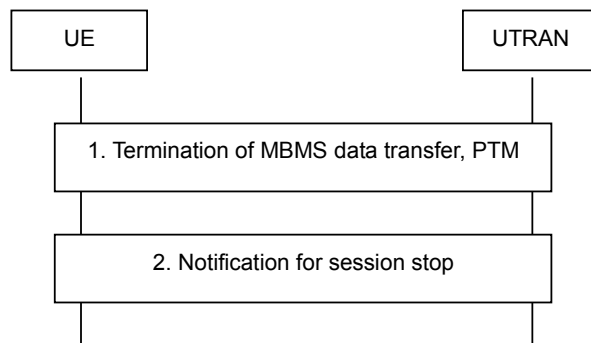 UE
UTRAN
1. Termination of MBMS data transfer, PTM
2. Notification for session stop